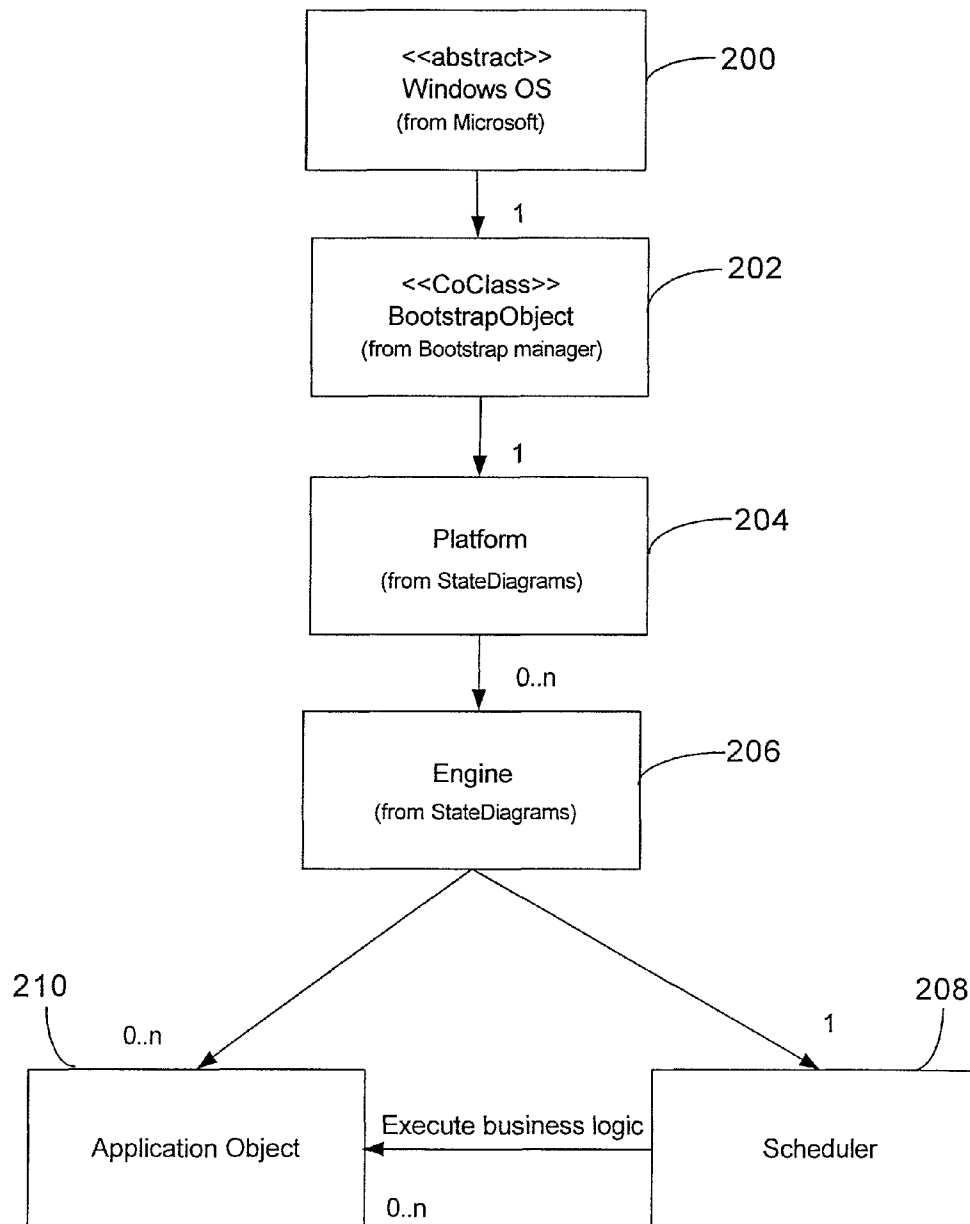 <<abstract>>
200
Windows OS
(from Microsoft)
1
<<CoClass>>
202
BootstrapObject
(from Bootstrap manager)
1
Platform
204
(from StateDiagrams)
0..n
Engine
206
(from StateDiagrams)
210
208
0..n
1
Application Object
Execute business logic
Scheduler
0..n